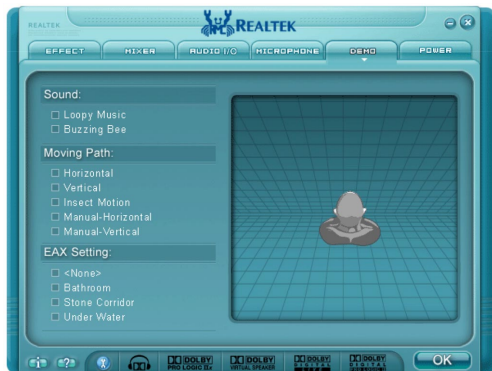 REALTEK
REALTEK
EFFECT
MIXER
AUDIO I/O
MICROPHONE
DEMO
POWER
Sound:
Loopy Music
Buzzing Bee
Moving Path:
Horizontal
Vertical
Insect Motion
Manual-Horizontal
Manual-Vertical
EAX Setting:
<None>
Bathroom
Stone Corridor
Under Water
i
?
DOLBY
PRO LOGIC IIx
DOLBY
VIRTUAL SPEAKER
DOLBY
DIGITAL
DOLBY
DIGITAL
OK